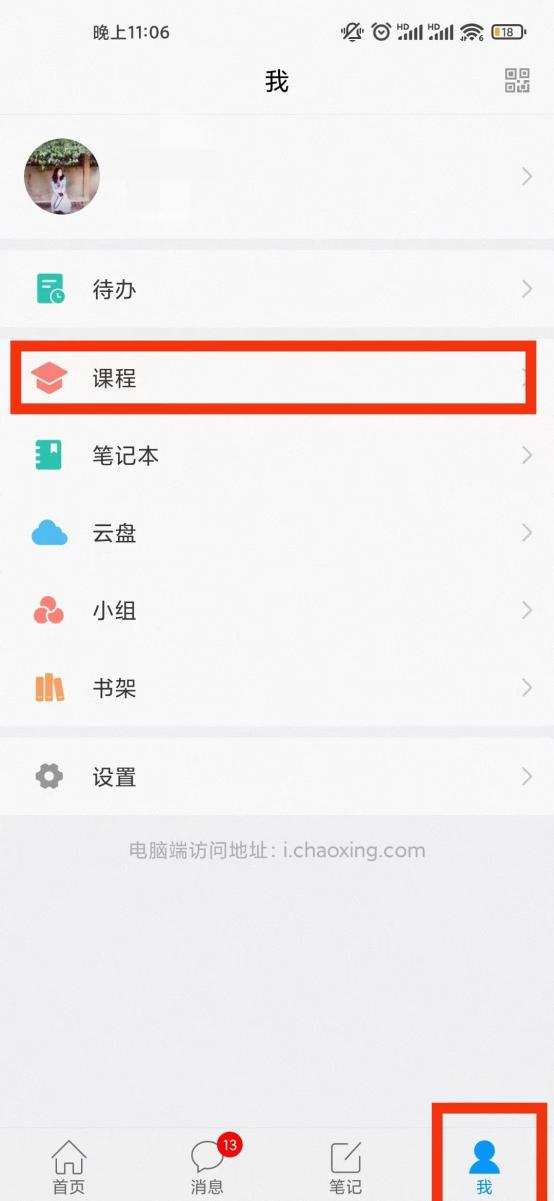 晚上11:06
HD HD 6 18
我
待办
课程
笔记本
云盘
小组
书架
设置
电脑端访问地址: i.chaoxing.com
13
首页 消息 笔记 我